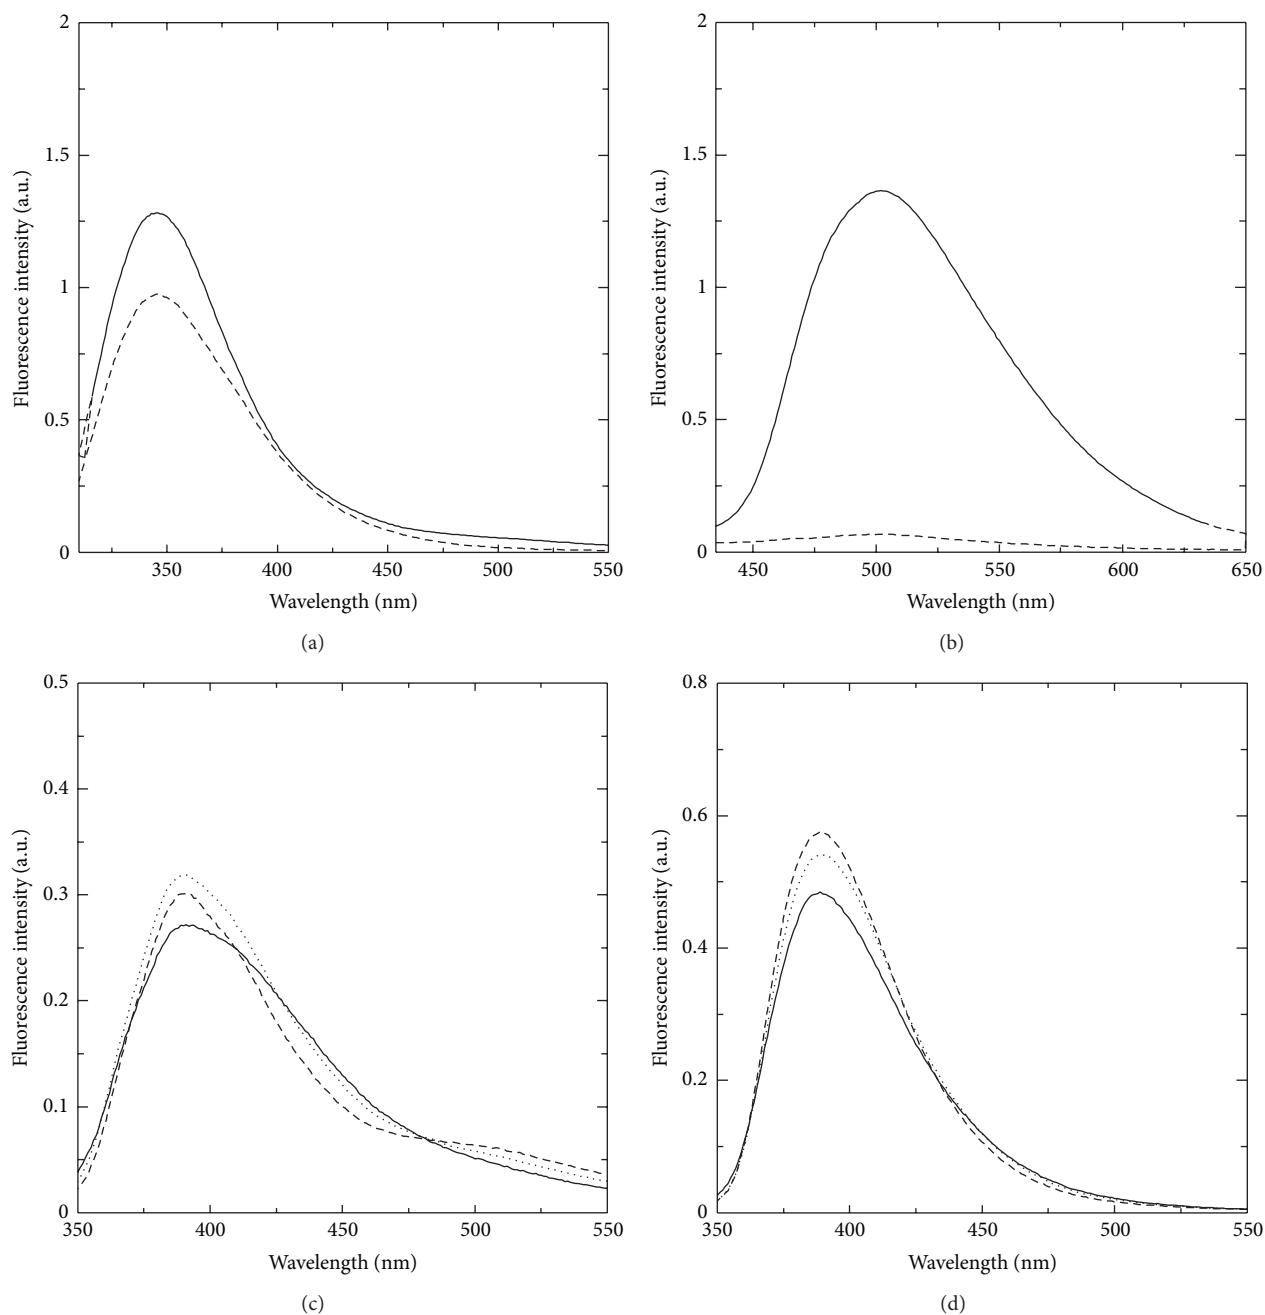 2
1.5
1
0.5
0
350 400 450 500 550
Fluorescence intensity (a.u.)
Wavelength (nm)
(a)
2
1.5
1
0.5
0
450 500 550 600 650
Fluorescence intensity (a.u.)
Wavelength (nm)
(b)
0.5
0.4
0.3
0.2
0.1
0
350 400 450 500 550
Fluorescence intensity (a.u.)
Wavelength (nm)
(c)
0.8
0.6
0.4
0.2
0
350 400 450 500 550
Fluorescence intensity (a.u.)
Wavelength (nm)
(d)